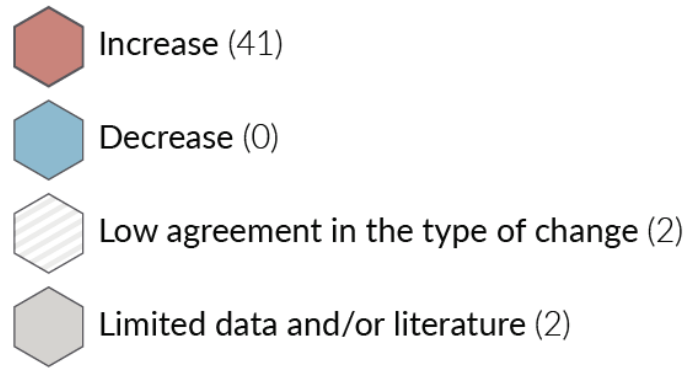 Increase (41)
Decrease (0)
Low agreement in the type of change (2)
Limited data and/or literature (2)